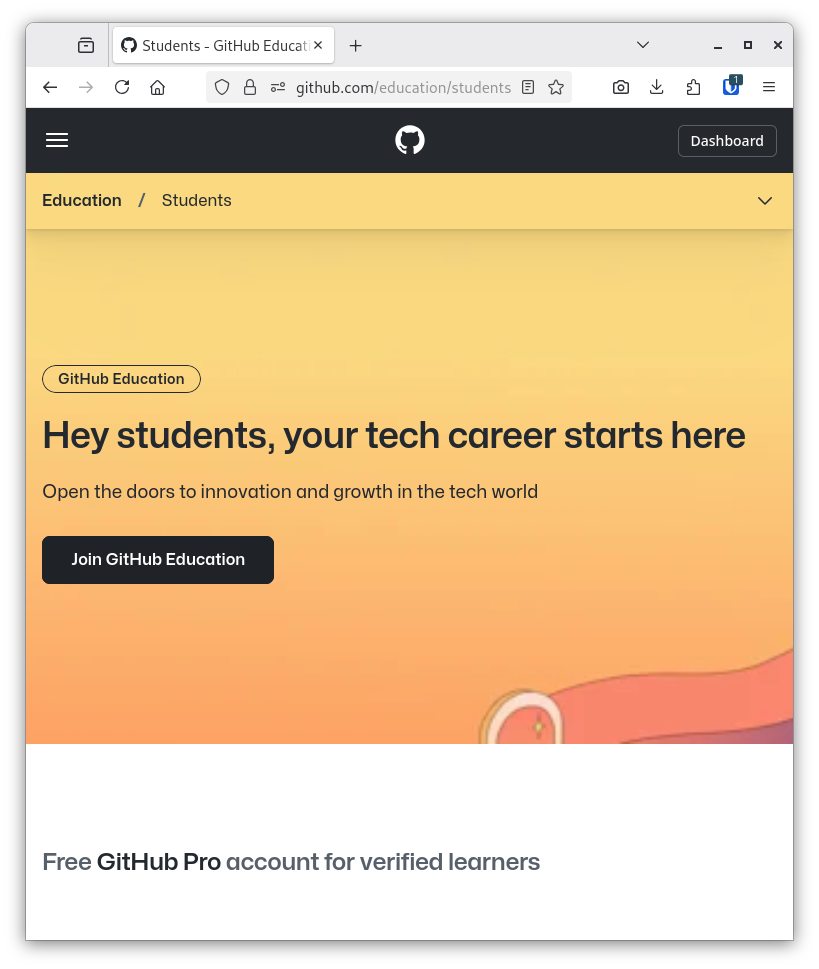 Students - GitHub Educat
github.com/education/students
1
Dashboard
Education / Students
GitHub Education
Hey students, your tech career starts here
Open the doors to innovation and growth in the tech world
Join GitHub Education
Free GitHub Pro account for verified learners